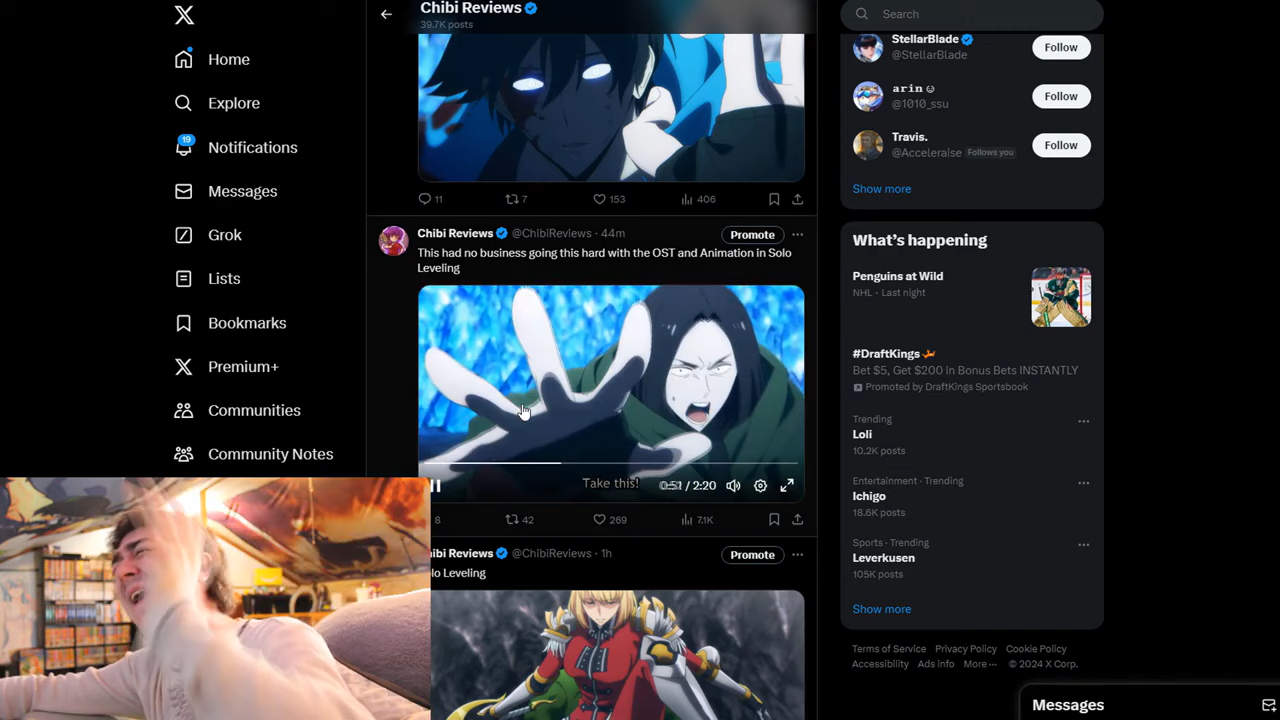 Home
Explore
19
Notifications
Messages
Grok
Lists
Bookmarks
Premium+
Communities
Community Notes
Chibi Reviews
39.7K posts
11
7
153
406
Chibi Reviews @ChibiReviews · 44m
Promote
This had no business going this hard with the OST and Animation in Solo
Leveling
Take this!
0:51 / 2:20
8
42
269
7.1K
ibi Reviews @ChibiReviews · 1h
Promote
lo Leveling
Search
StellarBlade
@StellarBlade
Follow
arin
@1010_ssu
Follow
Travis.
@Acceleraise Follows you
Follow
Show more
What's happening
Penguins at Wild
NHL · Last night
#DraftKings
Bet $5, Get $200 in Bonus Bets INSTANTLY
Promoted by DraftKings Sportsbook
Trending
Loli
10.2K posts
Entertainment · Trending
Ichigo
18.6K posts
Sports · Trending
Leverkusen
105K posts
Show more
Terms of Service Privacy Policy Cookie Policy
Accessibility Ads info More ··· © 2024 X Corp.
Messages